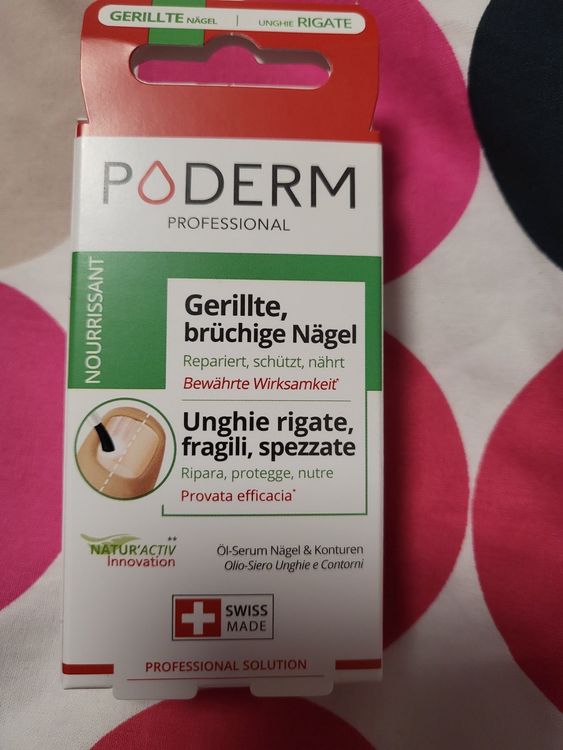 GERILLTE NÄGEL | UNGHIE RIGATE
PODERM
PROFESSIONAL
NOURRISSANT
Gerillte,
brüchige Nägel
Repariert, schützt, nährt
Bewährte Wirksamkeit*
Unghie rigate,
fragili, spezzate
Ripara, protegge, nutre
Provata efficacia*
NATUR'ACTIV**
Innovation
Öl-Serum Nägel & Konturen
Olio-Siero Unghie e Contorni
SWISS
MADE
PROFESSIONAL SOLUTION